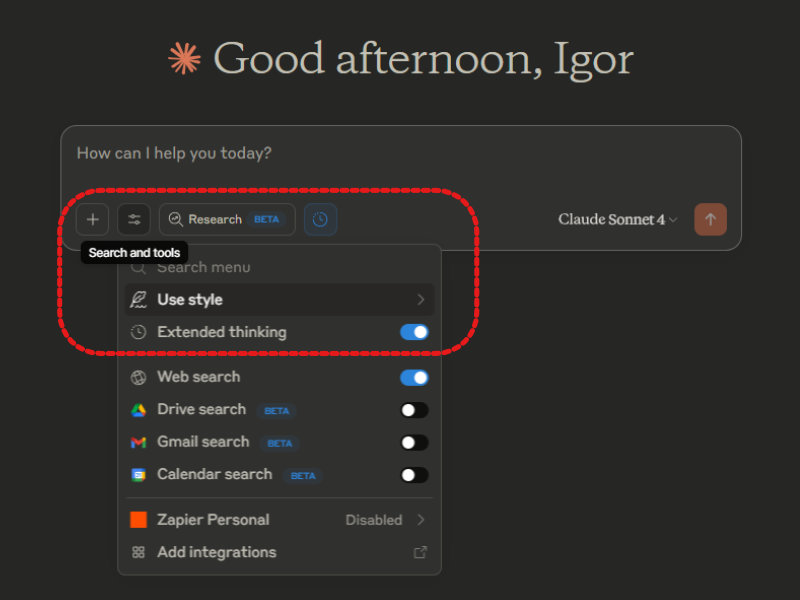 Good afternoon, Igor
How can I help you today?
Research BETA
Claude Sonnet 4
Search and tools
Search menu
Use style
Extended thinking
Web search
Drive search BETA
Gmail search BETA
Calendar search BETA
Zapier Personal Disabled
Add integrations